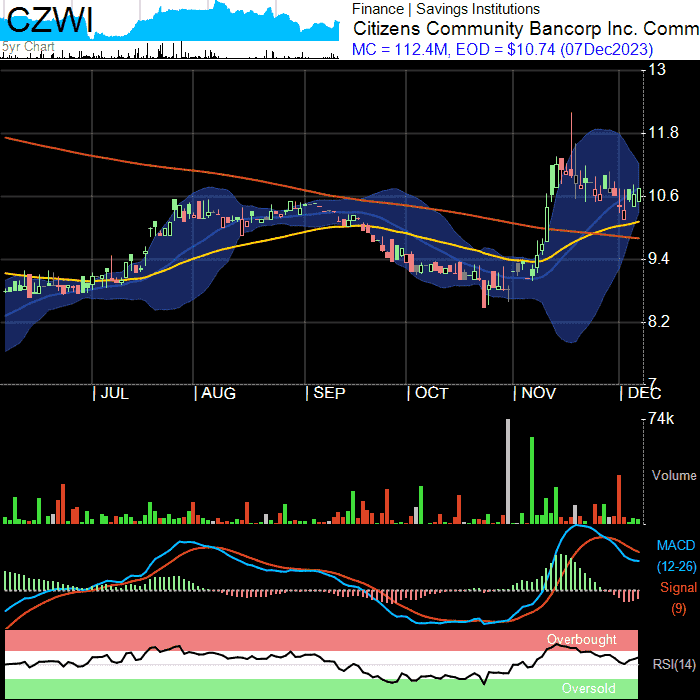 CZWI
5yr Chart
Finance | Savings Institutions
Citizens Community Bancorp Inc. Comm
MC = 112.4M, EOD = $10.74 (07Dec2023)
13
11.8
10.6
9.4
8.2
7
| JUL | AUG | SEP | OCT | NOV | DEC
74k
Volume
MACD
(12-26)
Signal
(9)
Overbought
RSI(14)
Oversold